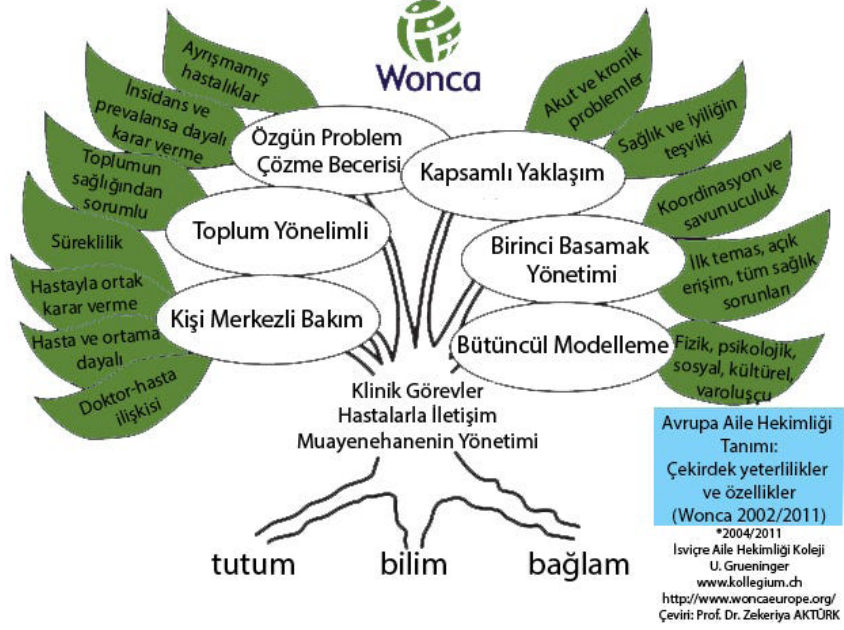 Wonca
Ayrışmamış
hastalıklar
İnsidans ve
prevalansa dayalı
karar verme
Toplumun
sağlığından
sorumlu
Süreklilik
Hastayla ortak
karar verme
Hasta ve ortama
dayalı
Doktor-hasta
ilişkisi
Özgün Problem
Çözme Becerisi
Toplum Yönelimli
Kişi Merkezli Bakım
Kapsamlı Yaklaşım
Birinci Basamak
Yönetimi
Bütüncül Modelleme
Akut ve kronik
problemler
Sağlık ve iyiliğin
teşviki
Koordinasyon ve
savunuculuk
İlk temas, açık
erişim, tüm sağlık
sorunları
Fizik, psikolojik,
sosyal, kültürel,
varoluşçu
Klinik Görevler
Hastalarla İletişim
Muayenehanenin Yönetimi
tutum
bilim
bağlam
Avrupa Aile Hekimliği
Tanımı:
Çekirdek yeterlilikler
ve özellikler
(Wonca 2002/2011)
*2004/2011
İsviçre Aile Hekimliği Koleji
U. Grueninger
www.kollegium.ch
http://www.woncaeurope.org/
Çeviri: Prof. Dr. Zekeriya AKTÜRK